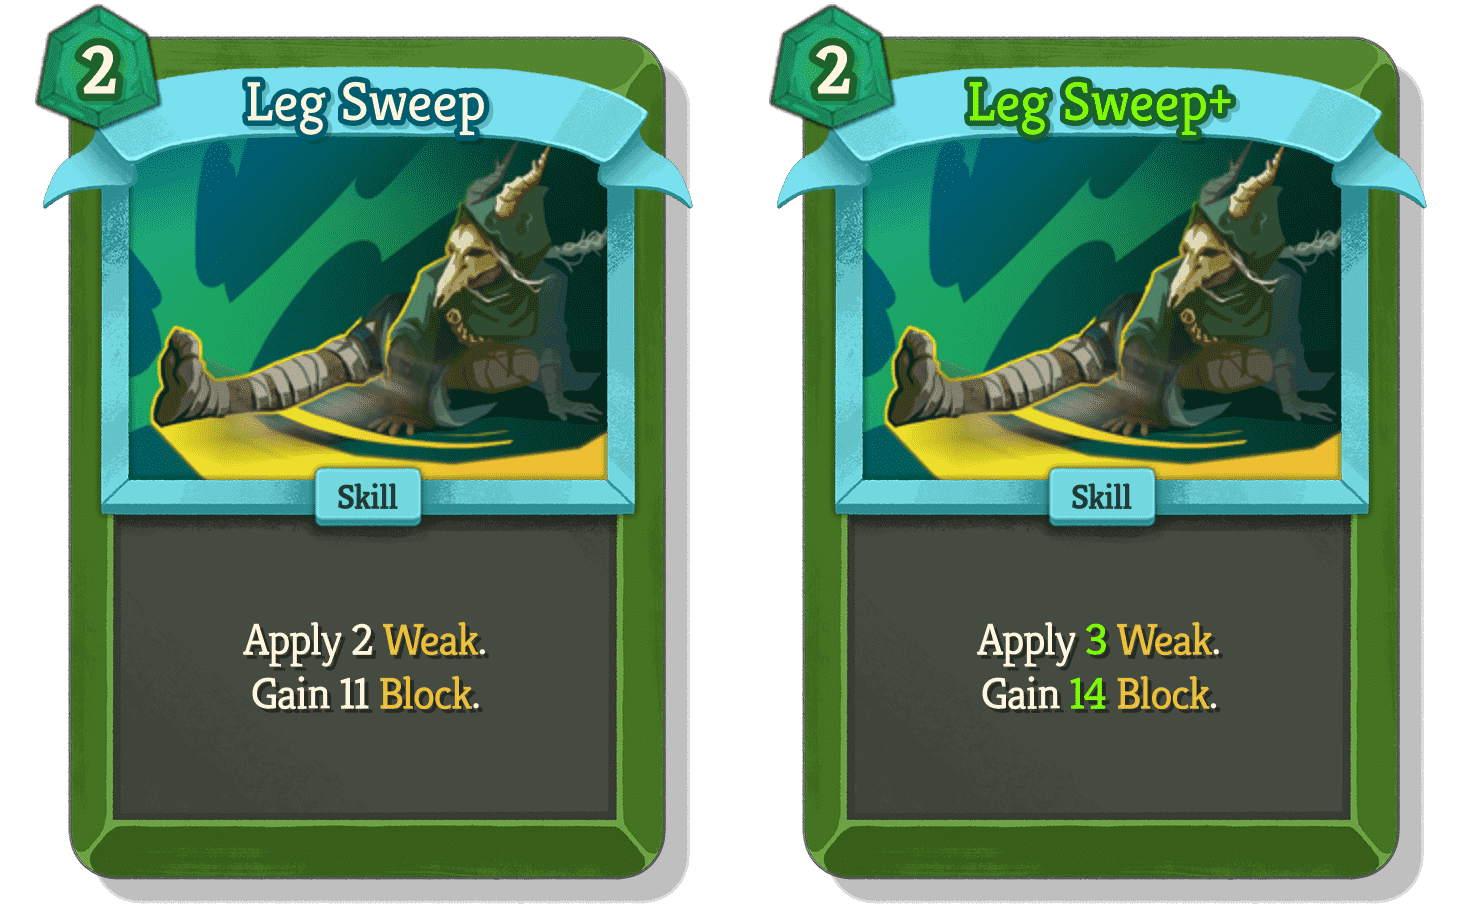 2
Leg Sweep
Skill
Apply 2 Weak.
Gain 11 Block.
2
Leg Sweep+
Skill
Apply 3 Weak.
Gain 14 Block.